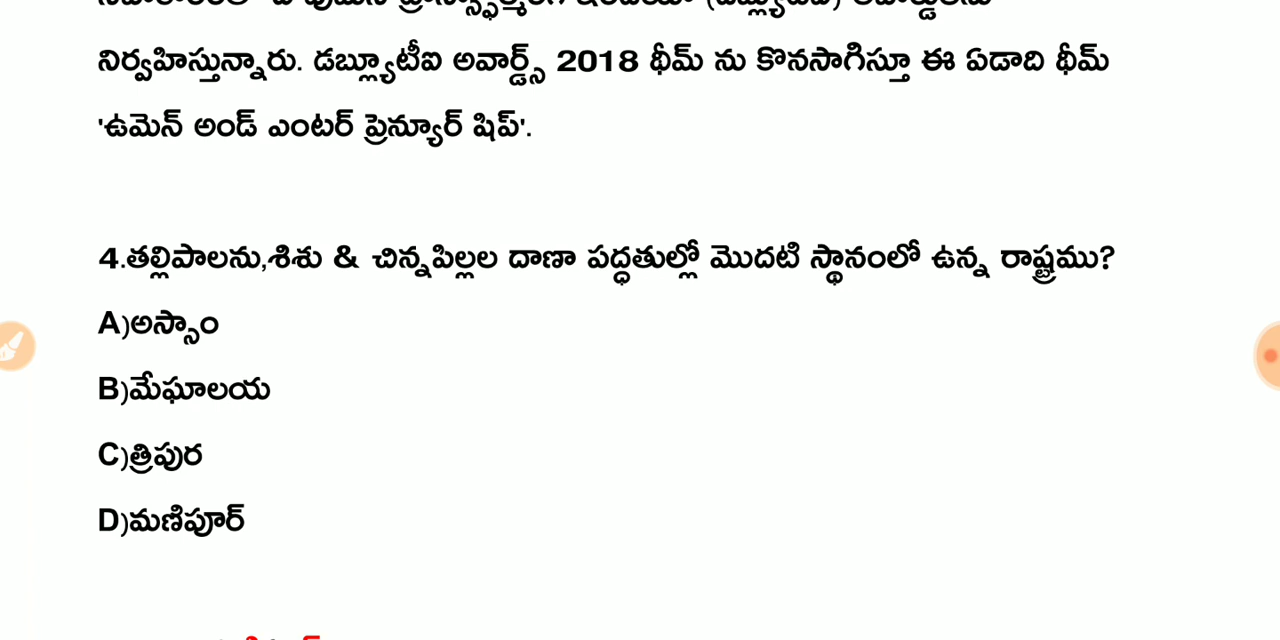 నిర్వహిస్తున్నారు. డబ్ల్యూటీఐ అవార్డ్స్ 2018 థీమ్ ను కొనసాగిస్తూ ఈ ఏడాది థీమ్
'ఉమెన్ అండ్ ఎంటర్ ప్రెన్యూర్ షిప్'.
4.తల్లిపాలను,శిశు & చిన్నపిల్లల దాణా పద్ధతుల్లో మొదటి స్థానంలో ఉన్న రాష్ట్రము?
A)అస్సాం
B)మేఘాలయ
C)త్రిపుర
D)మణిపూర్